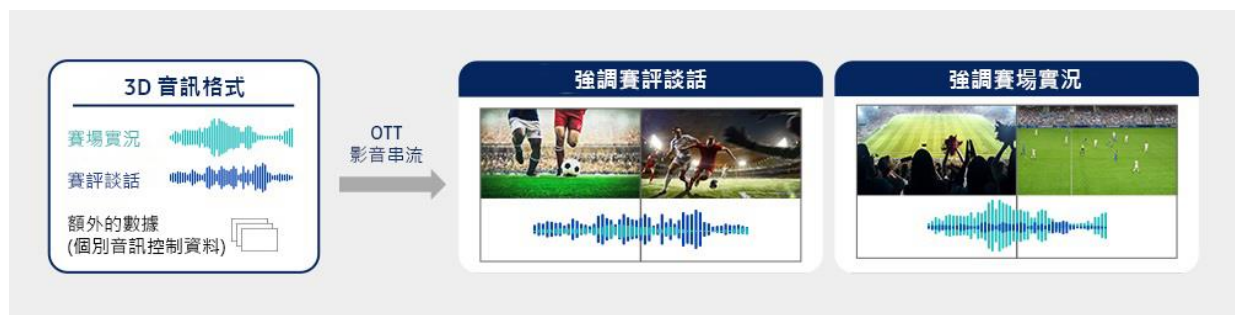 3D 音訊格式
賽場實況
賽評談話
額外的數據
(個別音訊控制資料)
OTT
影音串流
強調賽評談話
強調賽場實況